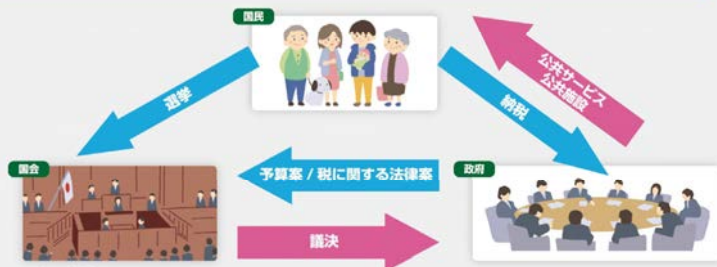 国民
公共サービス
公共施設
選挙
納税
国会
予算案 / 税に関する法律案
政府
議決